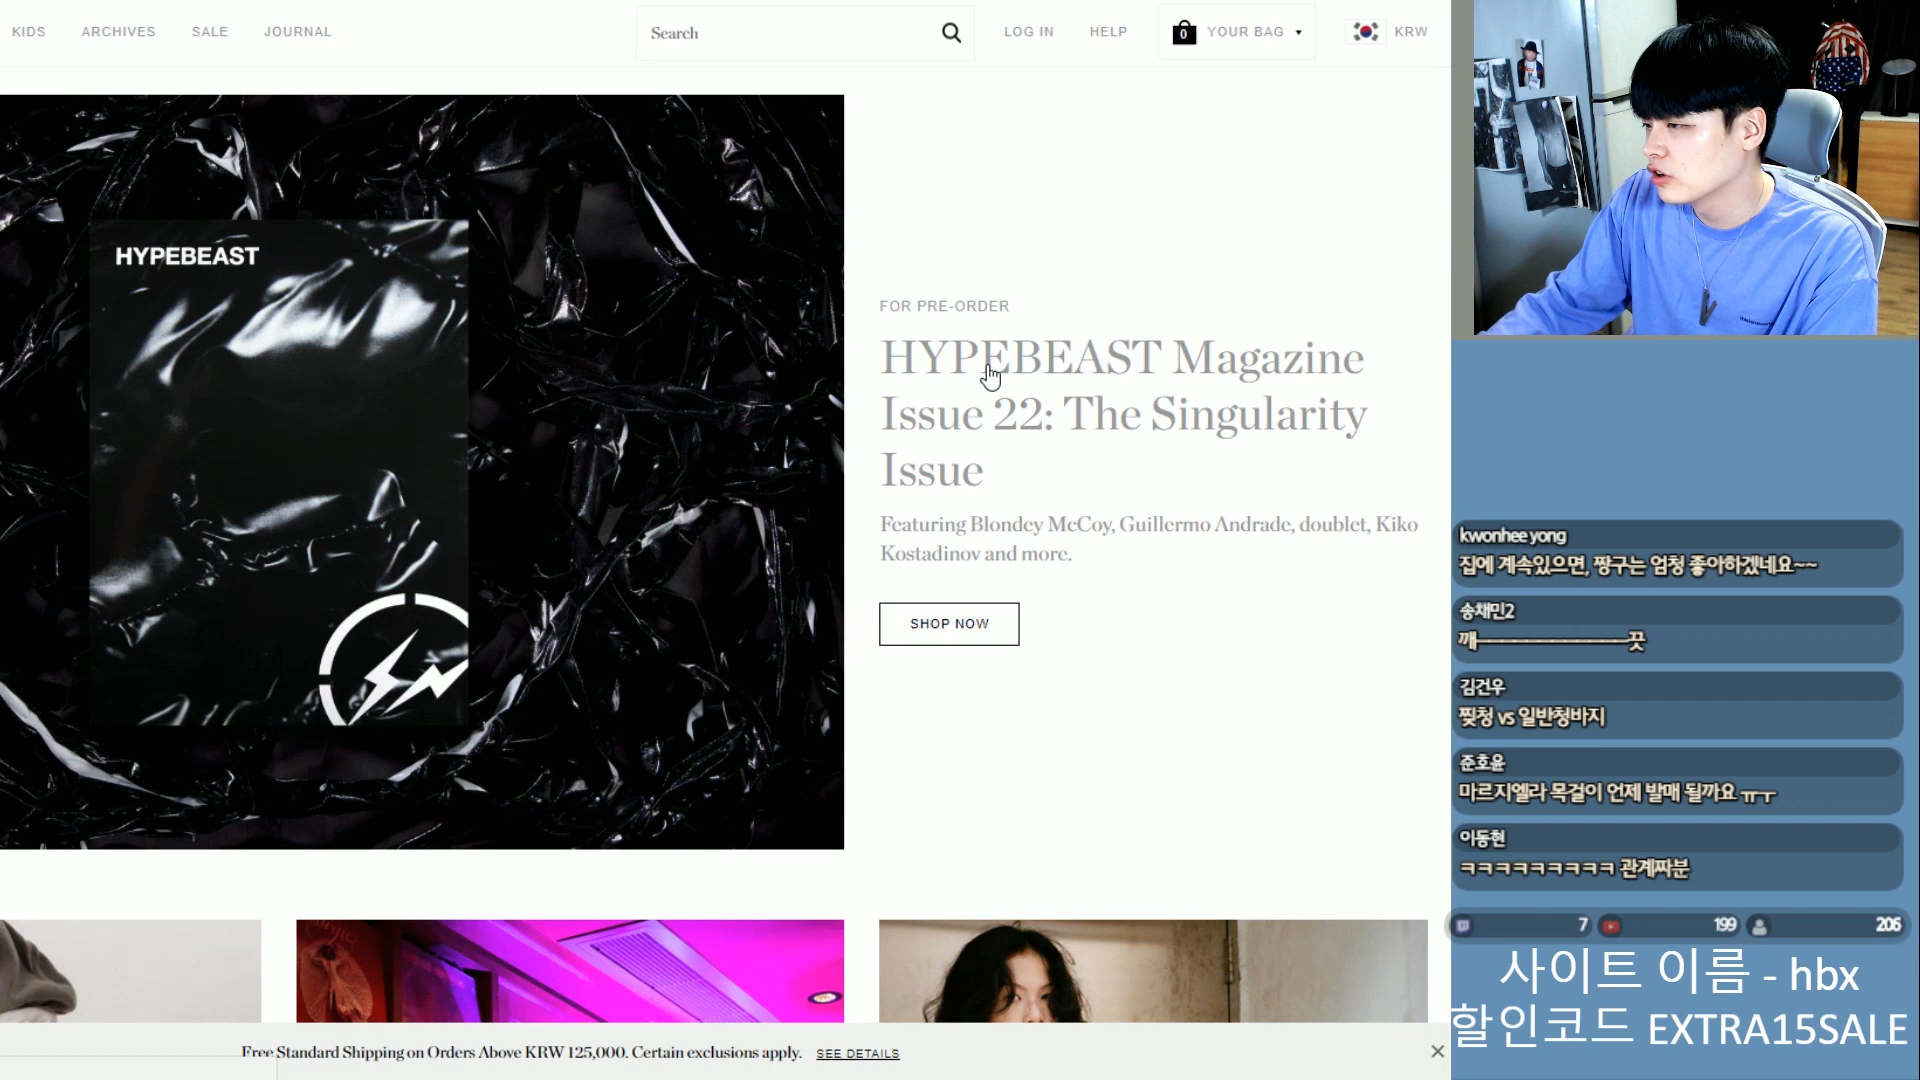 KIDS
ARCHIVES
SALE
JOURNAL
Search
LOG IN
HELP
0
YOUR BAG
KRW
HYPEBEAST
FOR PRE-ORDER
HYPEBEAST Magazine
Issue 22: The Singularity
Issue
Featuring Blondey McCoy, Guillermo Andrade, doublet, Kiko
Kostadinov and more.
SHOP NOW
kwonhee yong
집에 계속있으면, 짱구는 엄청 좋아하겠네요~~
송채민2
깨━━━━━━━━━━끗
김건우
찢청 vs 일반청바지
준호윤
마르지엘라 목걸이 언제 발매 될까요 ㅠㅜ
이동현
ㅋㅋㅋㅋㅋㅋㅋㅋㅋ 관계짜분
7
199
206
사이트 이름 - hbx
할인코드 EXTRA15SALE
Free Standard Shipping on Orders Above KRW 125,000. Certain exclusions apply.
SEE DETAILS